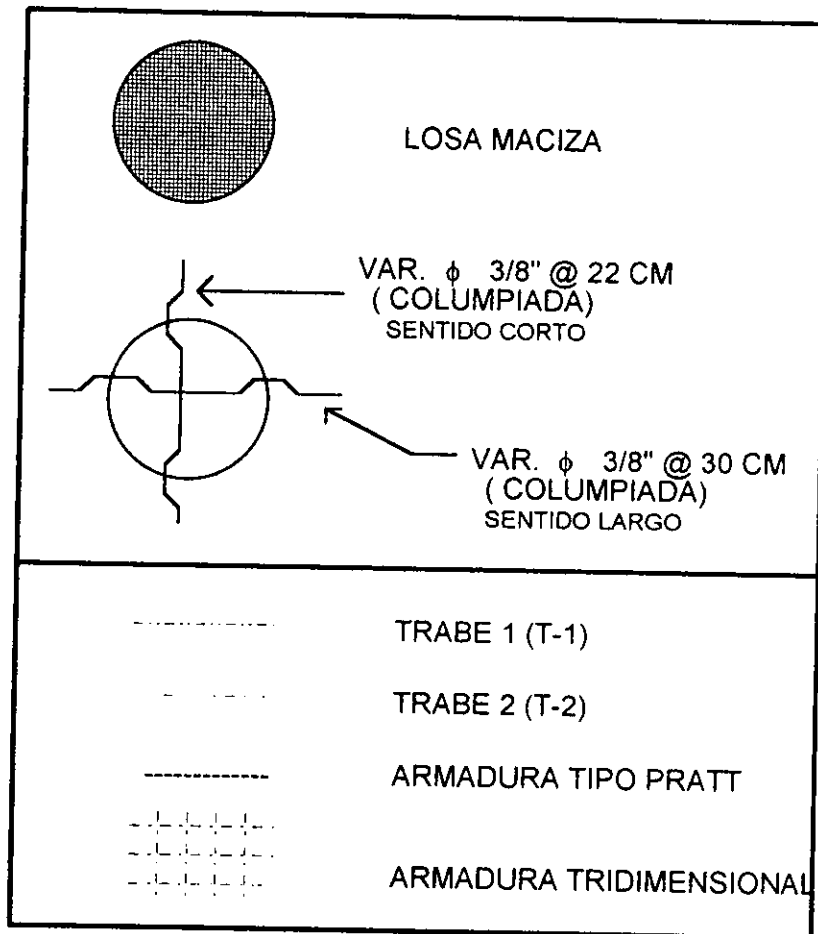 LOSA MACIZA
VAR. ϕ 3/8" @ 22 CM
( COLUMPIADA)
SENTIDO CORTO
VAR. ϕ 3/8" @ 30 CM
( COLUMPIADA)
SENTIDO LARGO
TRABE 1 (T-1)
TRABE 2 (T-2)
ARMADURA TIPO PRATT
ARMADURA TRIDIMENSIONAL